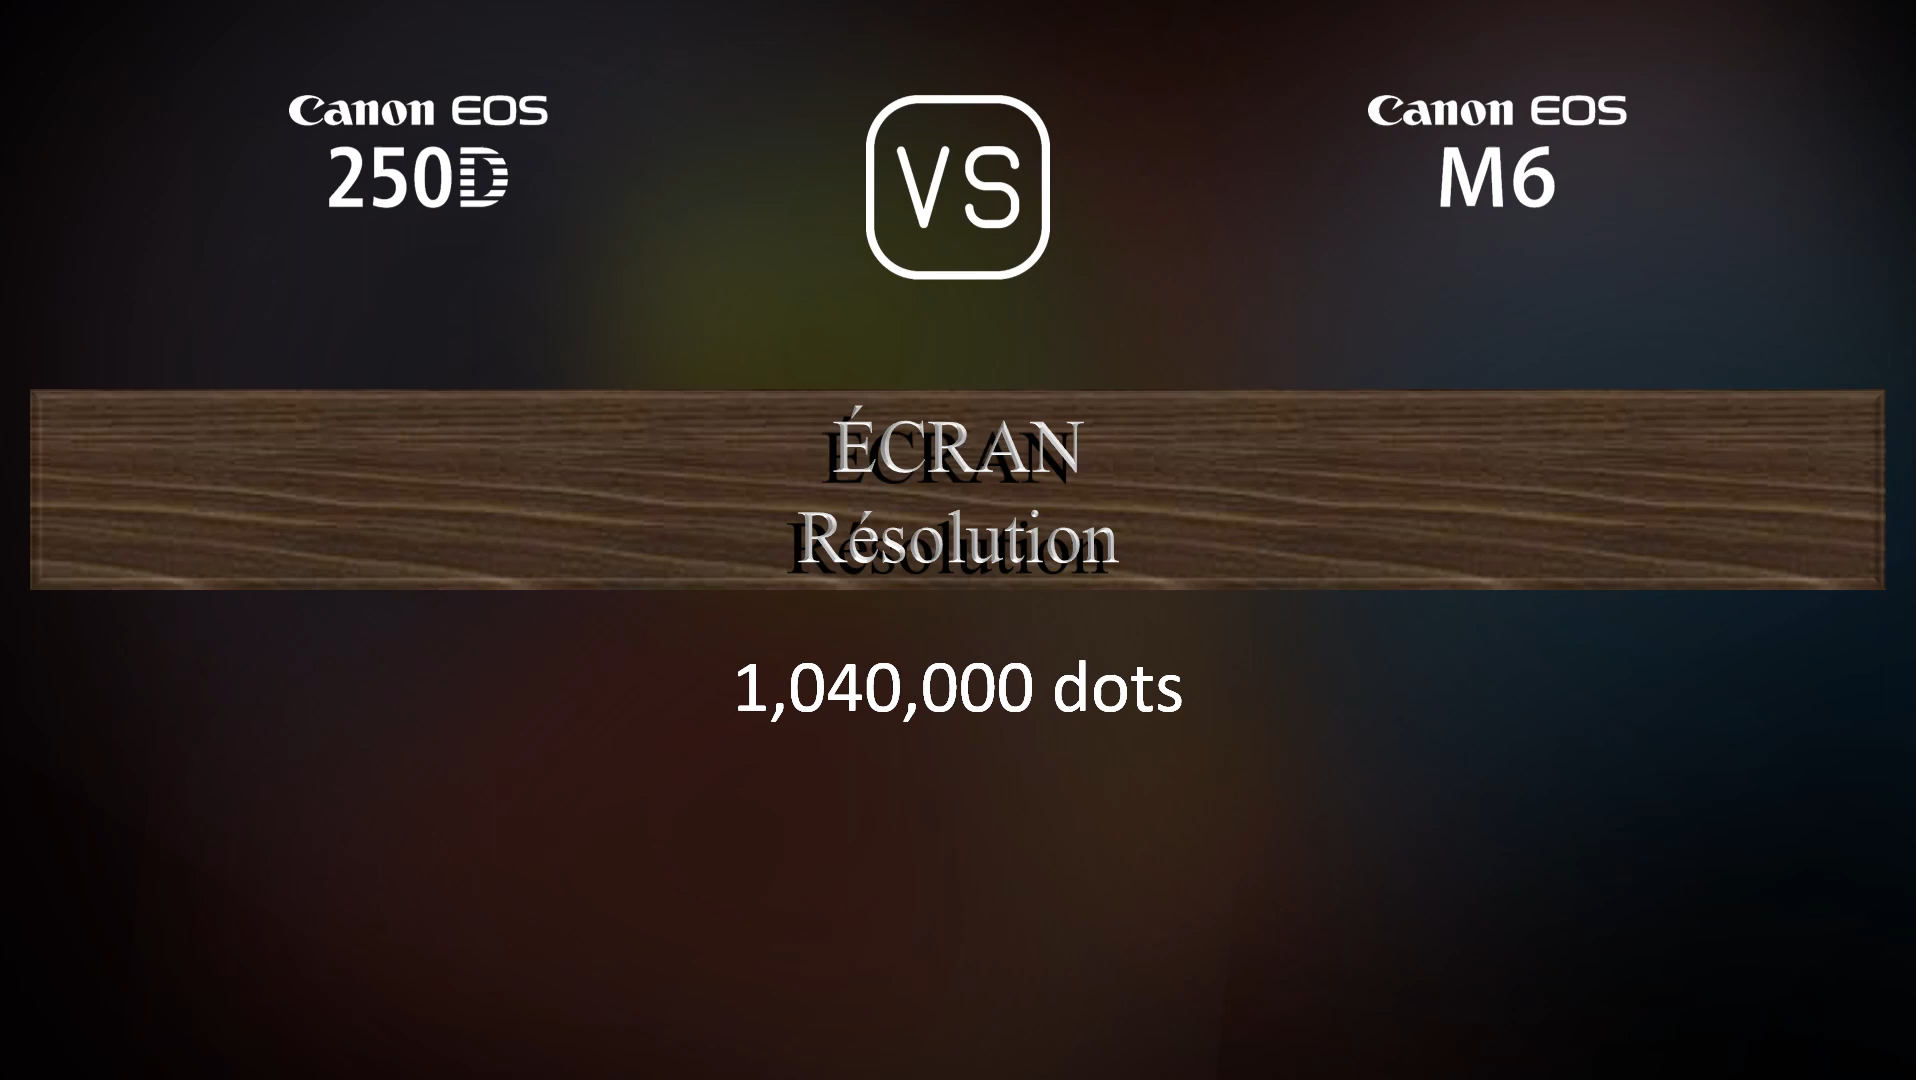 Canon EOS
250D
VS
Canon EOS
M6
ÉCRAN
Résolution
1,040,000 dots